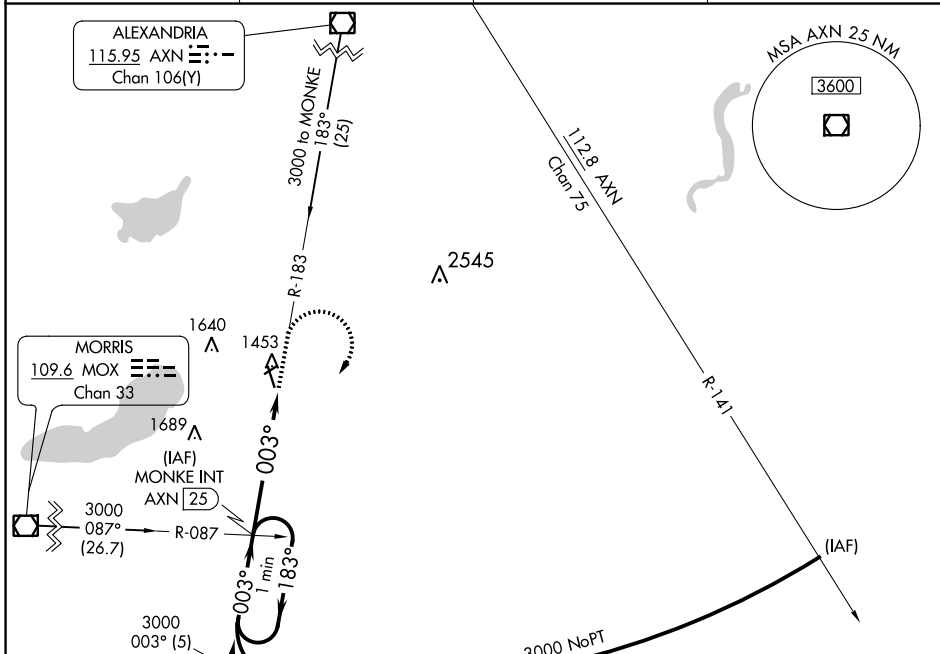 ALEXANDRIA
115.95 AXN
Chan 106(Y)
3000 to MONKE
183°
(25)
112.8 AXN
Chan 75
MSA AXN 25 NM
3600
R-183
2545
1640
1453
MORRIS
109.6 MOX
Chan 33
R-141
1689
003°
(IAF)
MONKE INT
AXN 25
3000
087°
(26.7)
R-087
003°
1 min
183°
(IAF)
3000
003° (5)
3000 NoPT